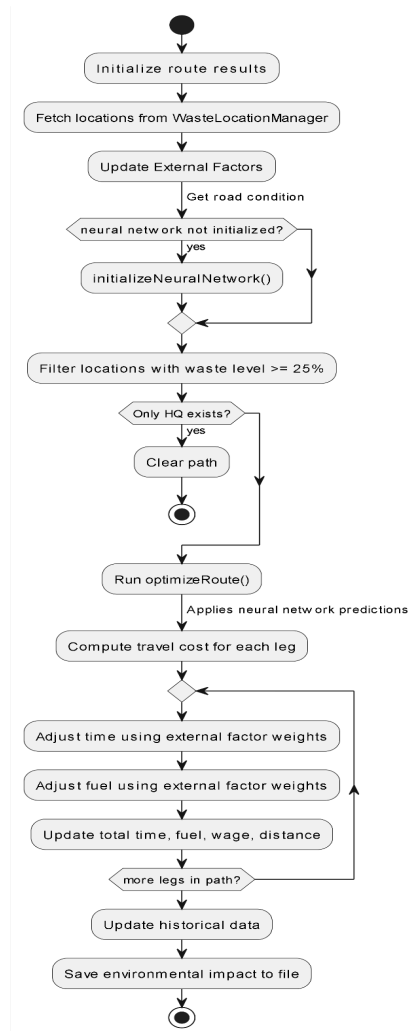 Initialize route results
Fetch locations from WasteLocationManager
Update External Factors
Get road condition
neural network not initialized?
yes
initializeNeuralNetwork()
Filter locations with waste level >= 25%
Only HQ exists?
yes
Clear path
Run optimizeRoute()
Applies neural network predictions
Compute travel cost for each leg
Adjust time using external factor weights
Adjust fuel using external factor weights
Update total time, fuel, wage, distance
more legs in path?
Update historical data
Save environmental impact to file